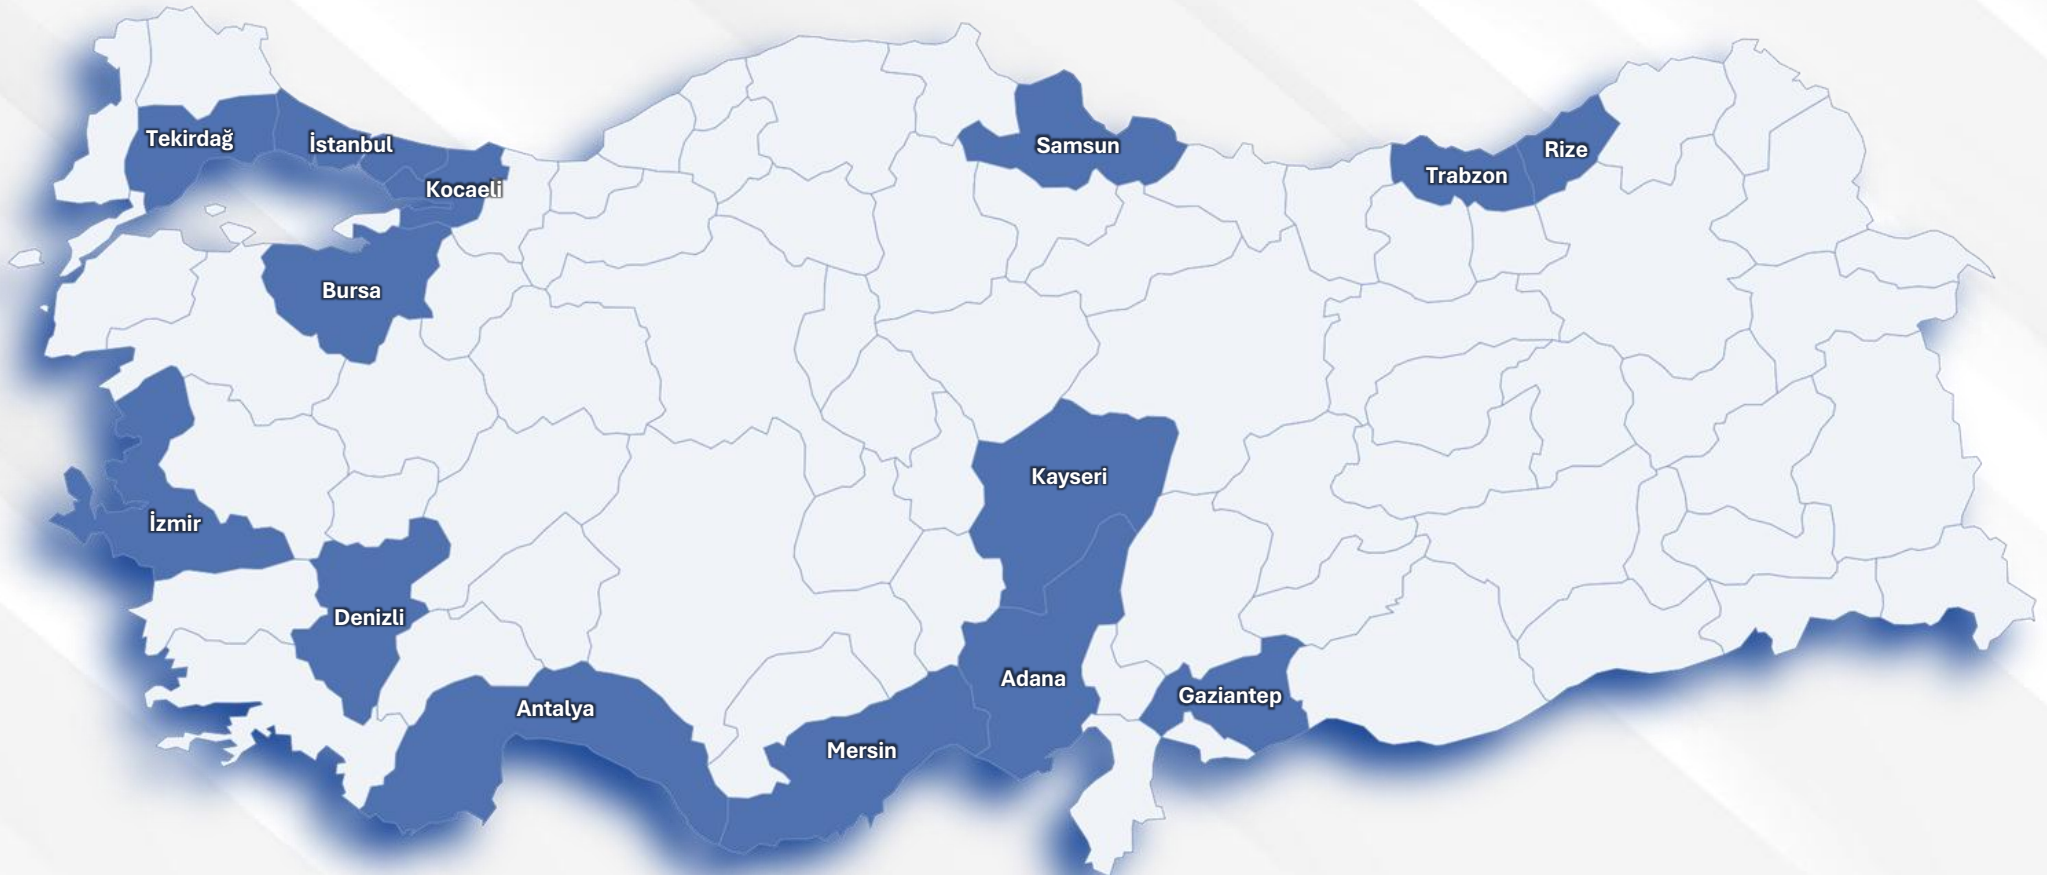 Tekirdağ
İstanbul
Kocaeli
Samsun
Trabzon
Rize
Bursa
Kayseri
İzmir
Denizli
Adana
Gaziantep
Antalya
Mersin